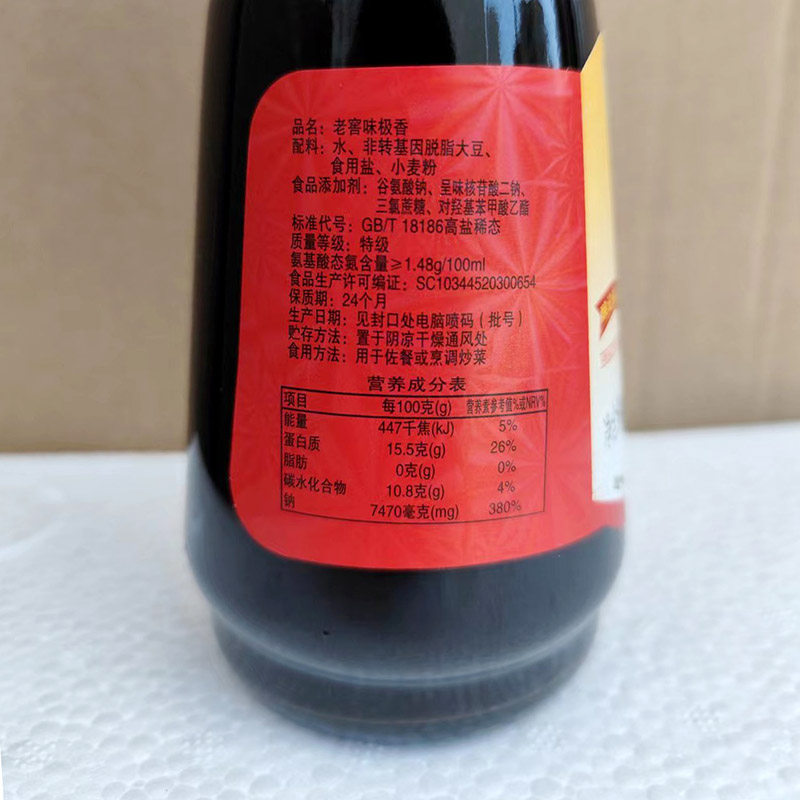 品名：老窖味极香
配料：水、非转基因脱脂大豆、
食用盐、小麦粉
食品添加剂：谷氨酸钠、呈味核苷酸二钠、
三氯蔗糖、对羟基苯甲酸乙酯
标准代号：GB/T 18186高盐稀态
质量等级：特级
氨基酸态氮含量≥1.48g/100ml
食品生产许可编证：SC10344520300654
保质期：24个月
生产日期：见封口处电脑喷码（批号）
贮存方法：置于阴凉干燥通风处
食用方法：用于佐餐或烹调炒菜
营养成分表
项目 每100克(g) 营养素参考值%或NRV%
能量 447千焦(kJ) 5%
蛋白质 15.5克(g) 26%
脂肪 0克(g) 0%
碳水化合物 10.8克(g) 4%
钠 7470毫克(mg) 380%